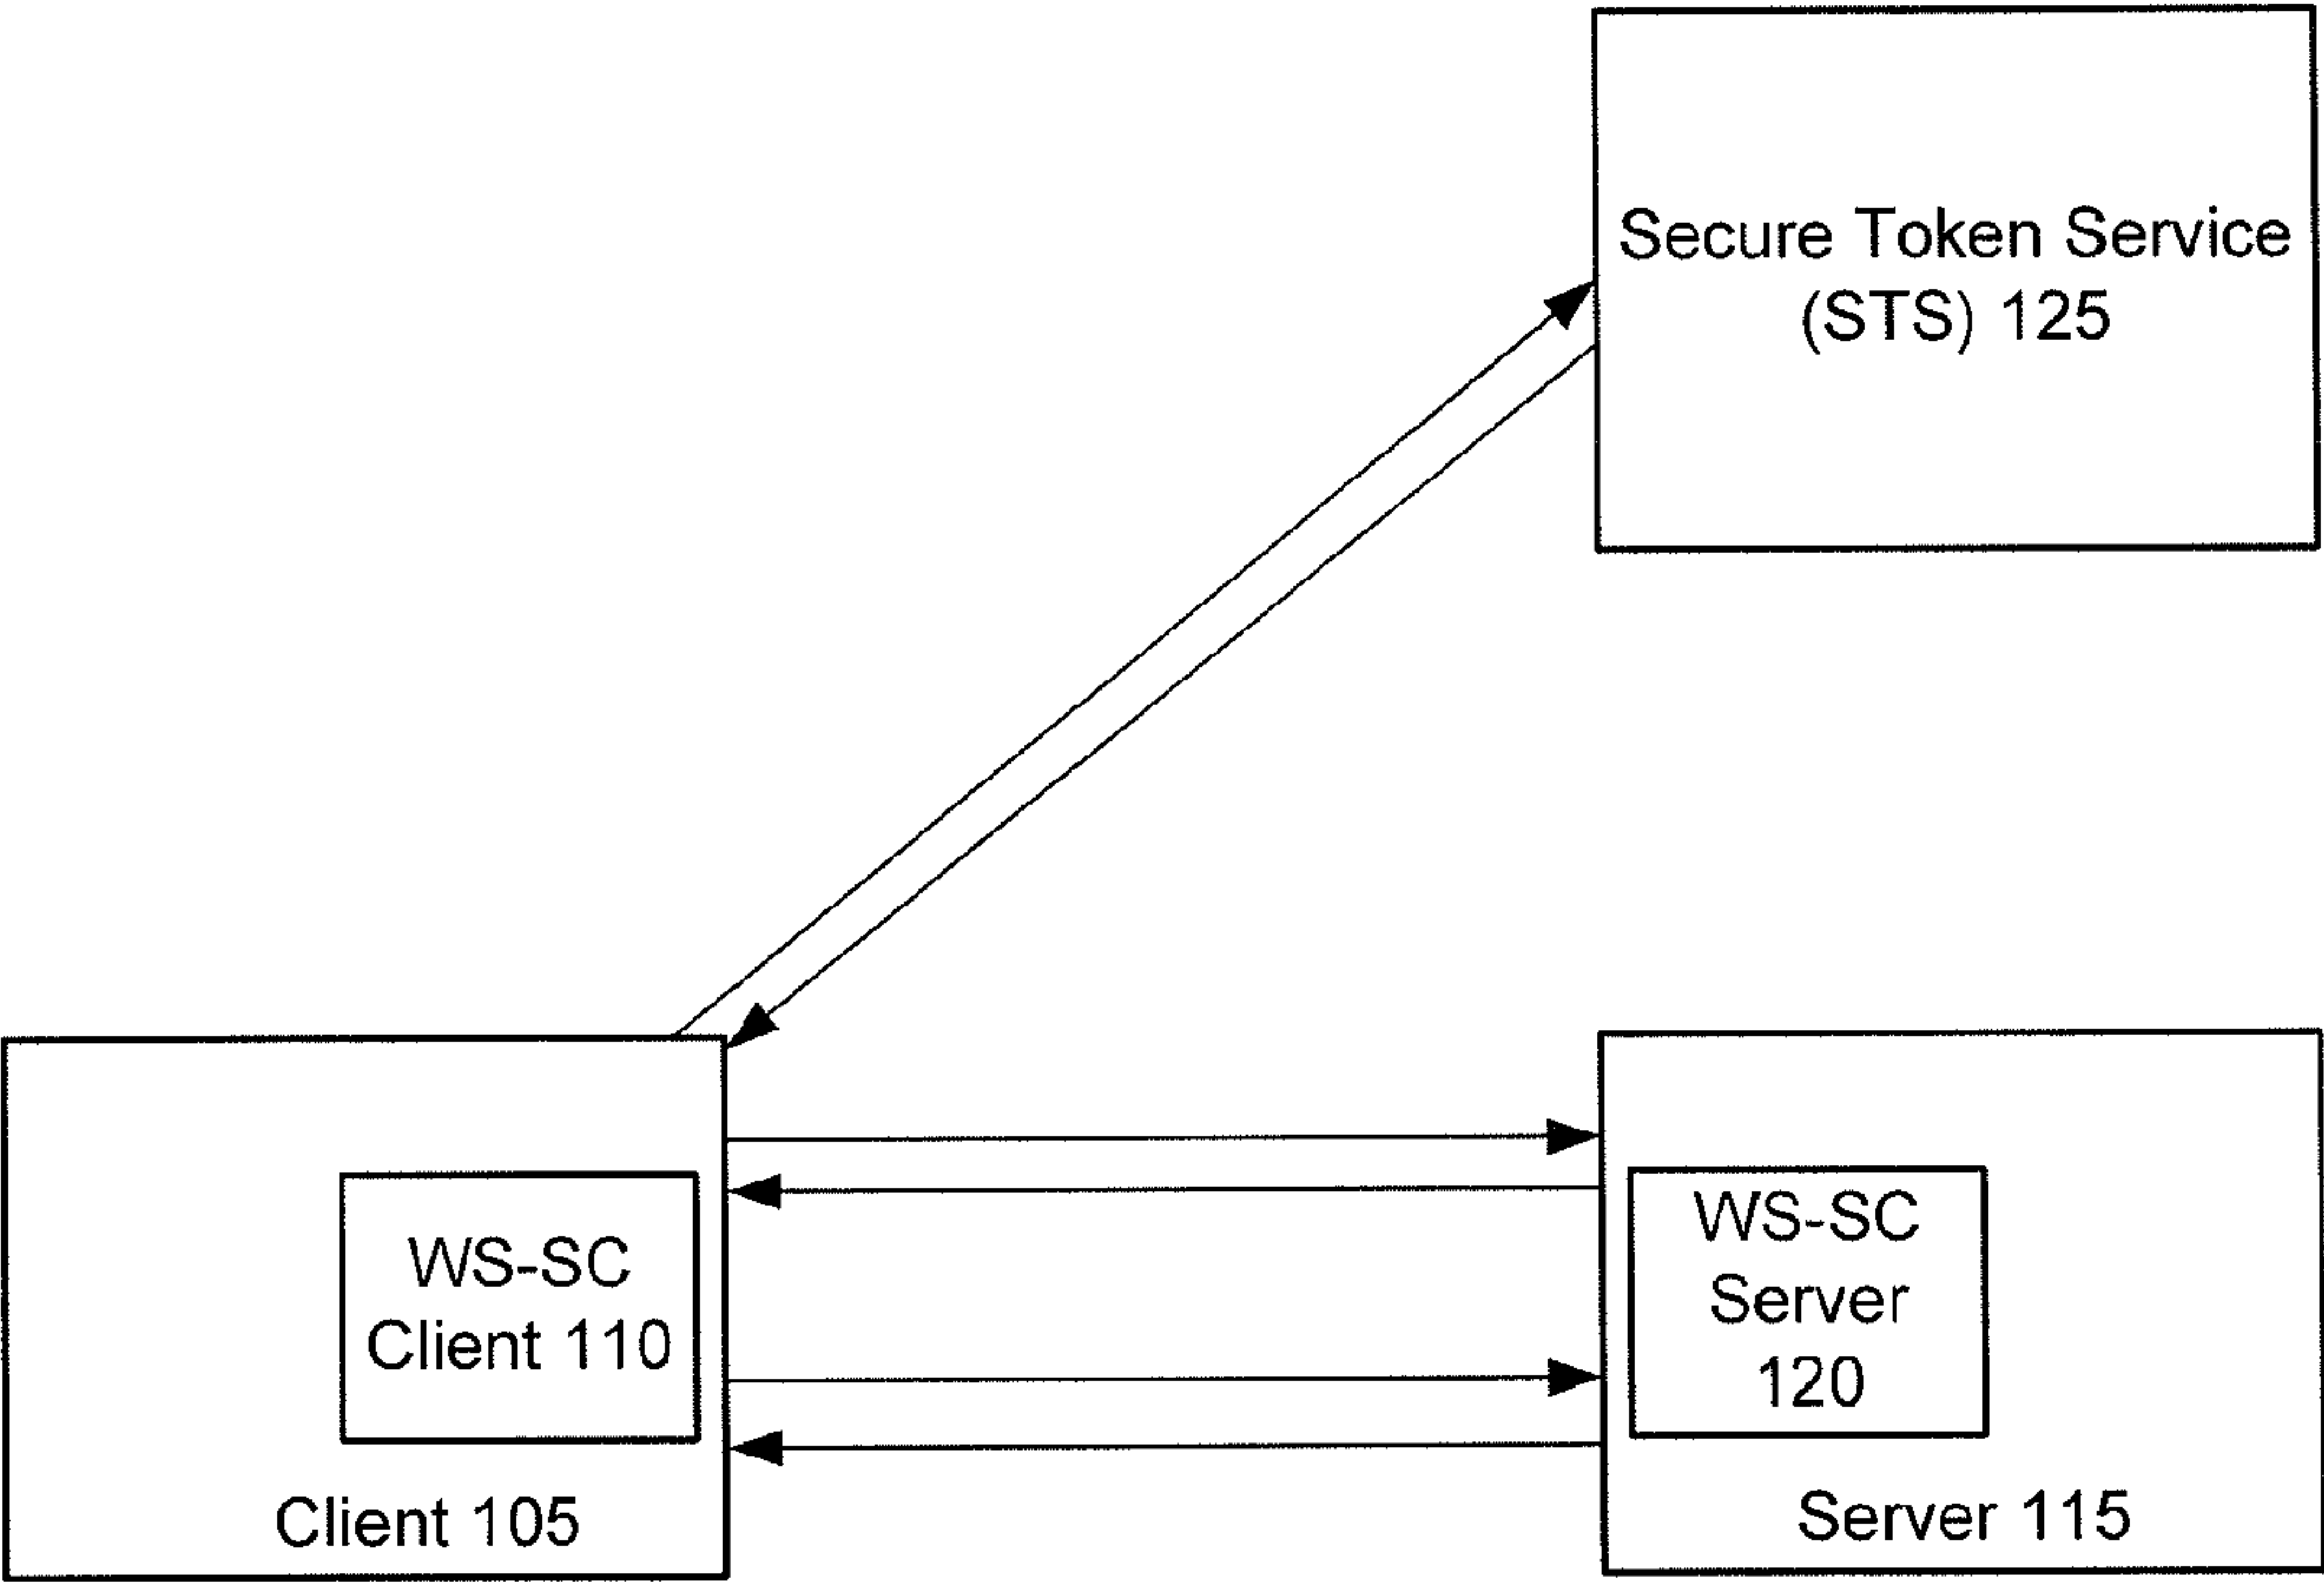 Secure Token Service
(STS) 125
WS-SC
Client 110
Client 105
WS-SC
Server
120
Server 115